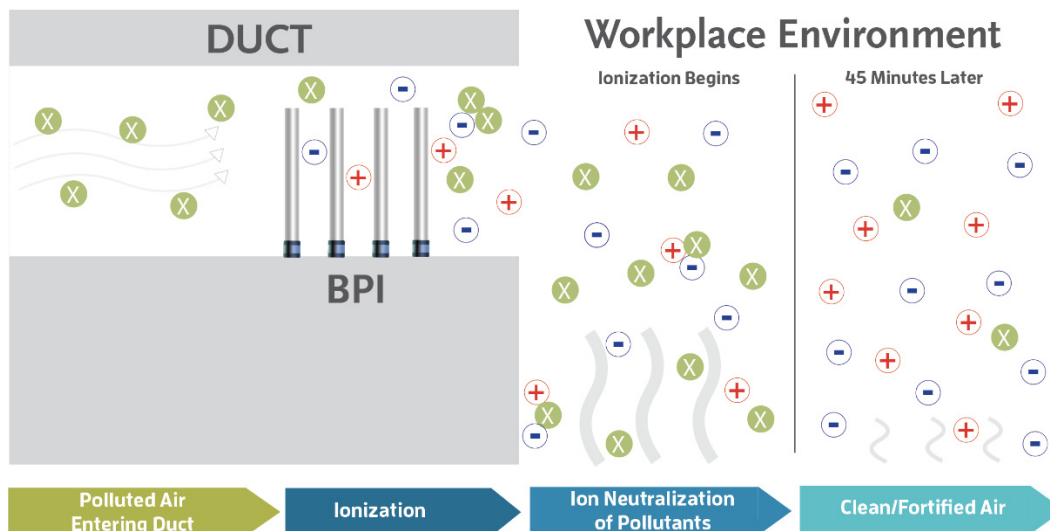 DUCT
Workplace Environment
Ionization Begins
45 Minutes Later
BPI
Polluted Air
Entering Duct
Ionization
Ion Neutralization
of Pollutants
Clean/Fortified Air